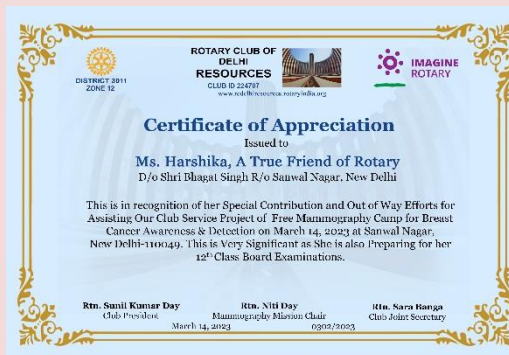 DISTRICT 3011
ZONE 12
ROTARY CLUB OF
DELHI
RESOURCES
CLUB ID 224787
www.rcdelhiresources.rotaryindia.org
IMAGINE
ROTARY
Certificate of Appreciation
Issued to
Ms. Harshika, A True Friend of Rotary
D/o Shri Bhagat Singh R/o Sanwal Nagar, New Delhi
This is in recognition of her Special Contribution and Out of Way Efforts for
Assisting Our Club Service Project of Free Mammography Camp for Breast
Cancer Awareness & Detection on March 14, 2023 at Sanwal Nagar,
New Delhi-110049. This is Very Significant as She is also Preparing for her
12th Class Board Examinations.
Rtn. Sunil Kumar Day
Club President
Rtn. Niti Day
Mammography Mission Chair
Rtn. Sara Banga
Club Joint Secretary
March 14, 2023
0302/2023